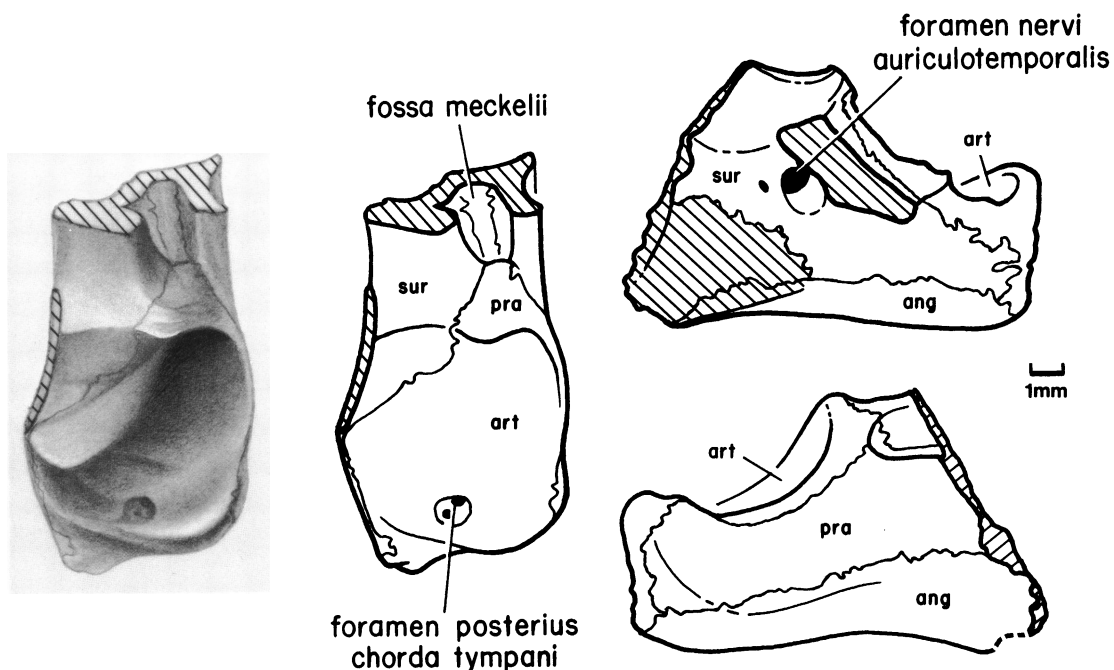 foramen nervi
auriculotemporalis
fossa meckelii
art
sur
sur
pra
ang
1mm
art
art
pra
ang
foramen posterius
chorda tympani